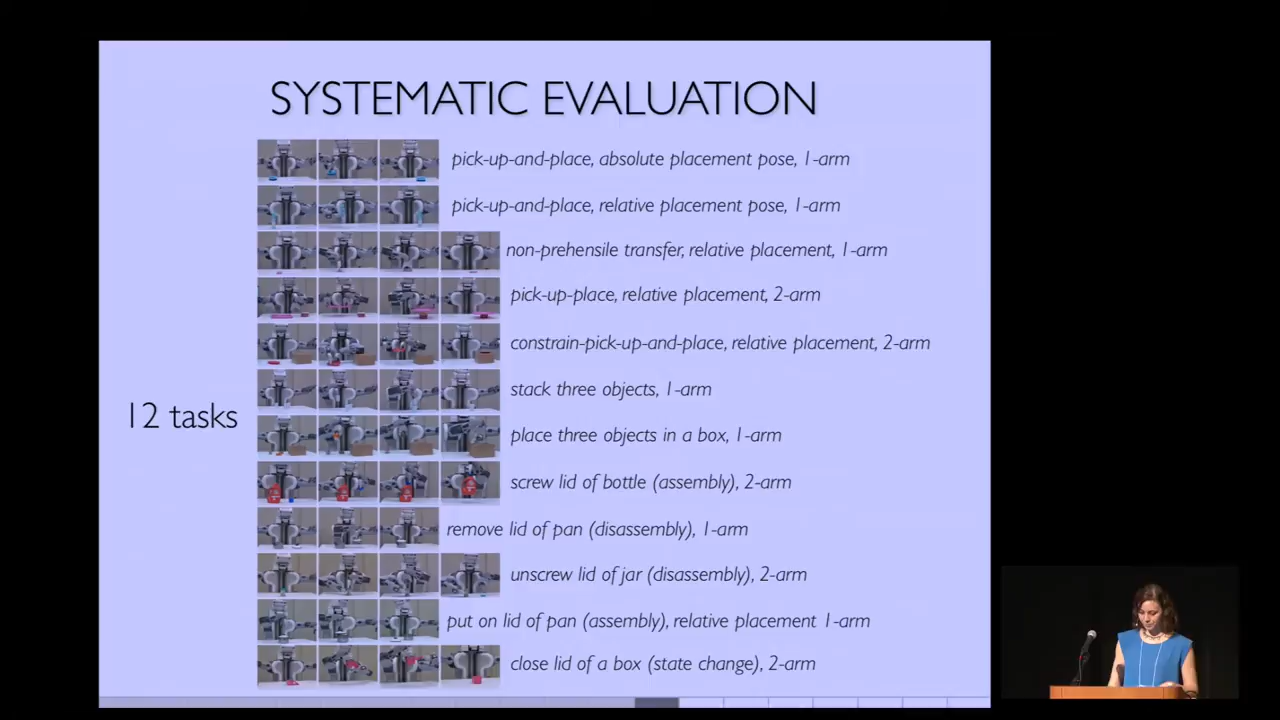 SYSTEMATIC EVALUATION
pick-up-and-place, absolute placement pose, 1-arm
pick-up-and-place, relative placement pose, 1-arm
non-prehensile transfer, relative placement, 1-arm
pick-up-place, relative placement, 2-arm
constrain-pick-up-and-place, relative placement, 2-arm
stack three objects, 1-arm
12 tasks
place three objects in a box, 1-arm
screw lid of bottle (assembly), 2-arm
remove lid of pan (disassembly), 1-arm
unscrew lid of jar (disassembly), 2-arm
put on lid of pan (assembly), relative placement 1-arm
close lid of a box (state change), 2-arm